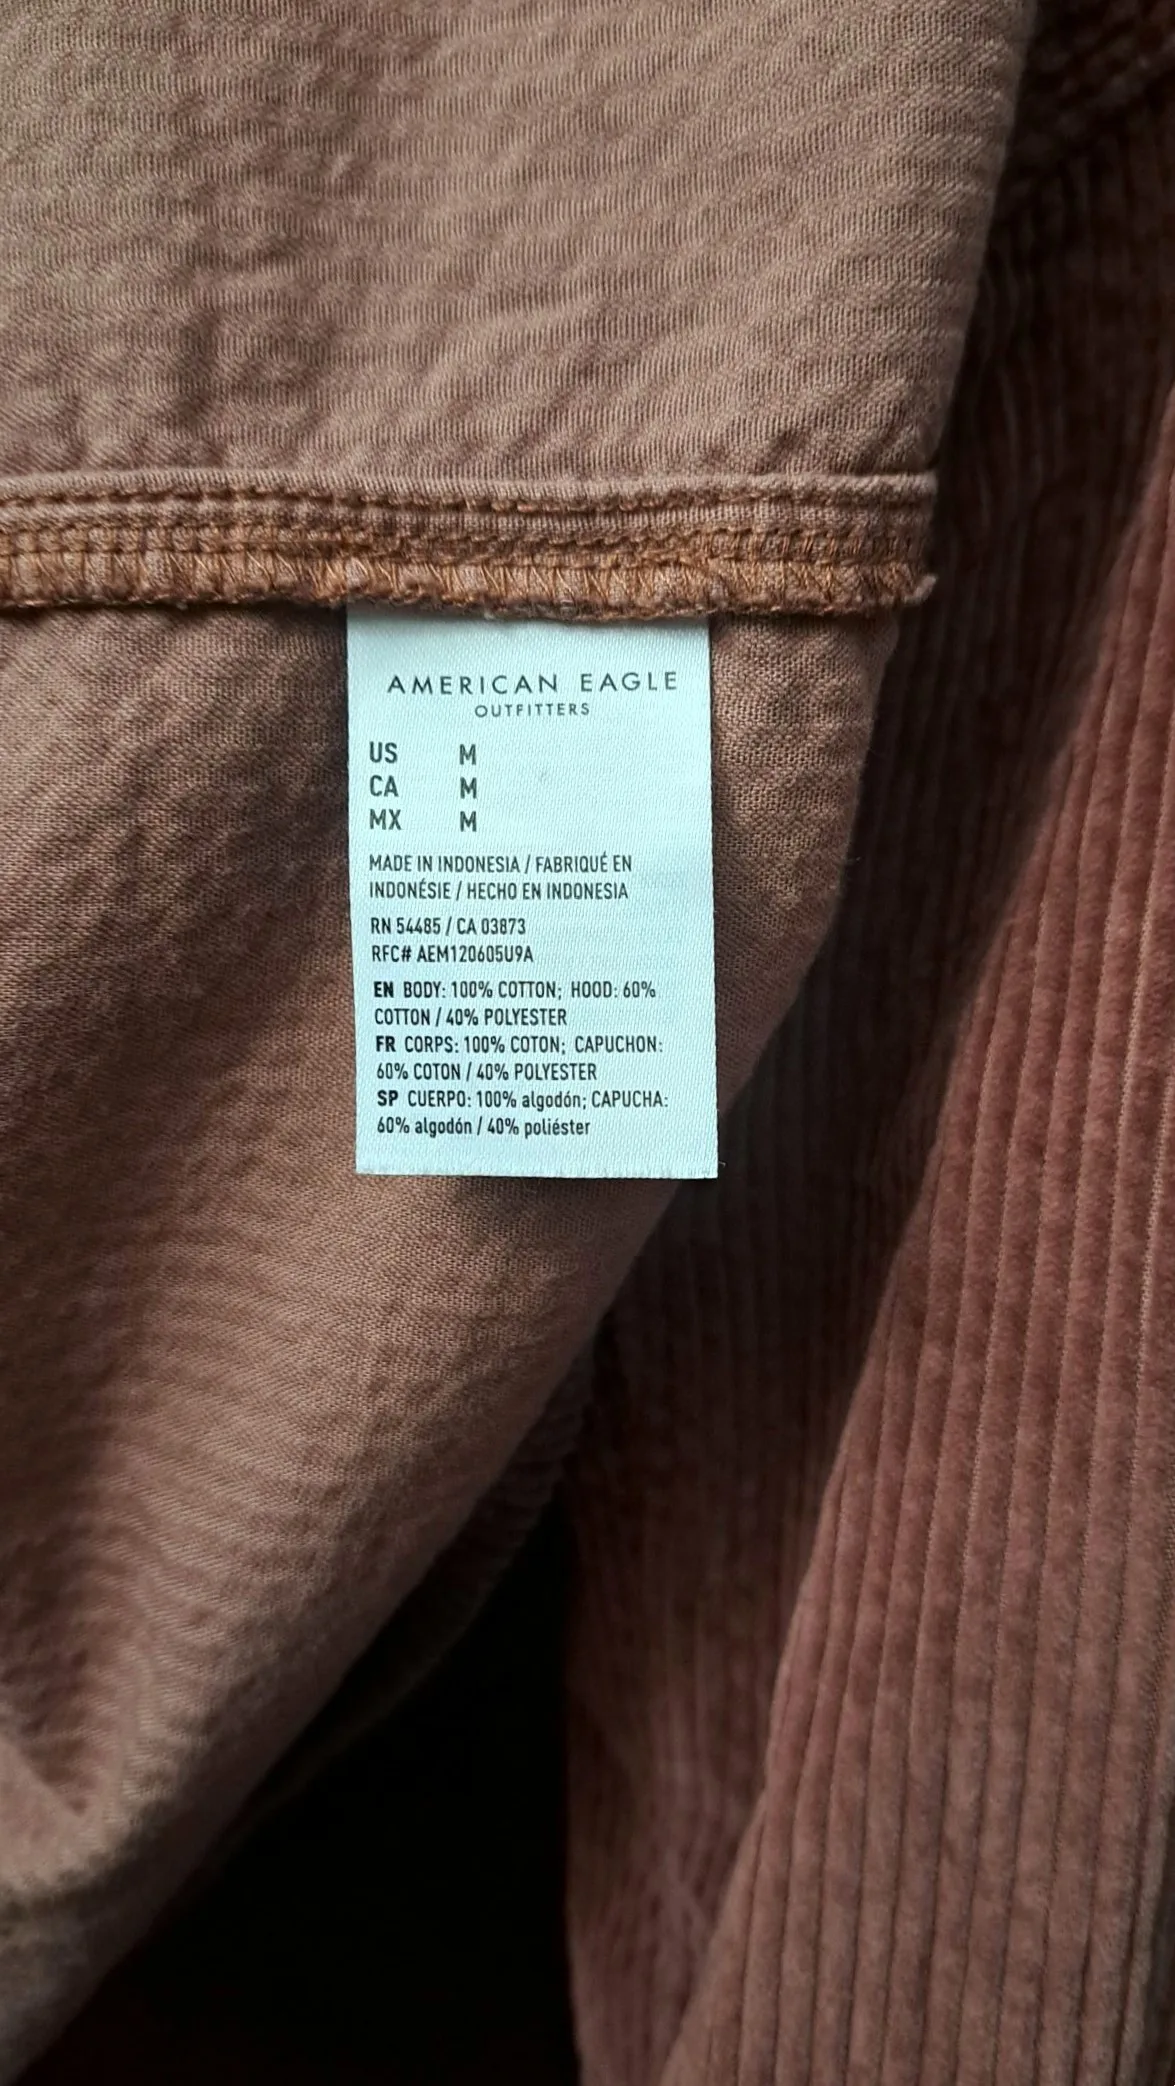 AMERICAN EAGLE
OUTFITTERS
US M
CA M
MX M
MADE IN INDONESIA / FABRIQUÉ EN
INDONÉSIE / HECHO EN INDONESIA
RN 54485 / CA 03873
RFC# AEM120605U9A
EN BODY: 100% COTTON; HOOD: 60%
COTTON / 40% POLYESTER
FR CORPS: 100% COTON; CAPUCHON:
60% COTON / 40% POLYESTER
SP CUERPO: 100% algodón; CAPUCHA:
60% algodón / 40% poliéster